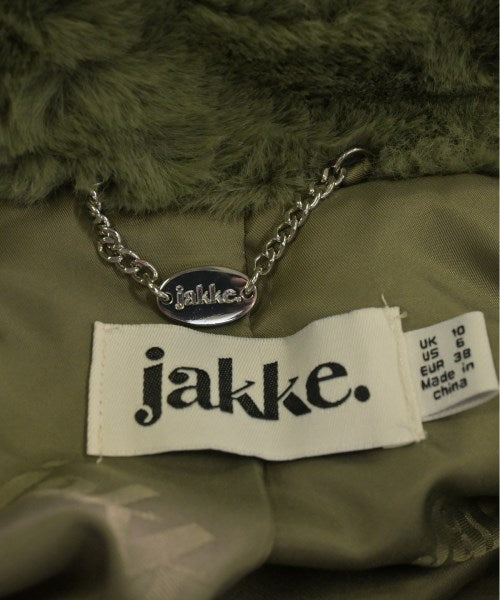 jakke.
jakke.
UK 10
US 6
EUR 38
Made in
china